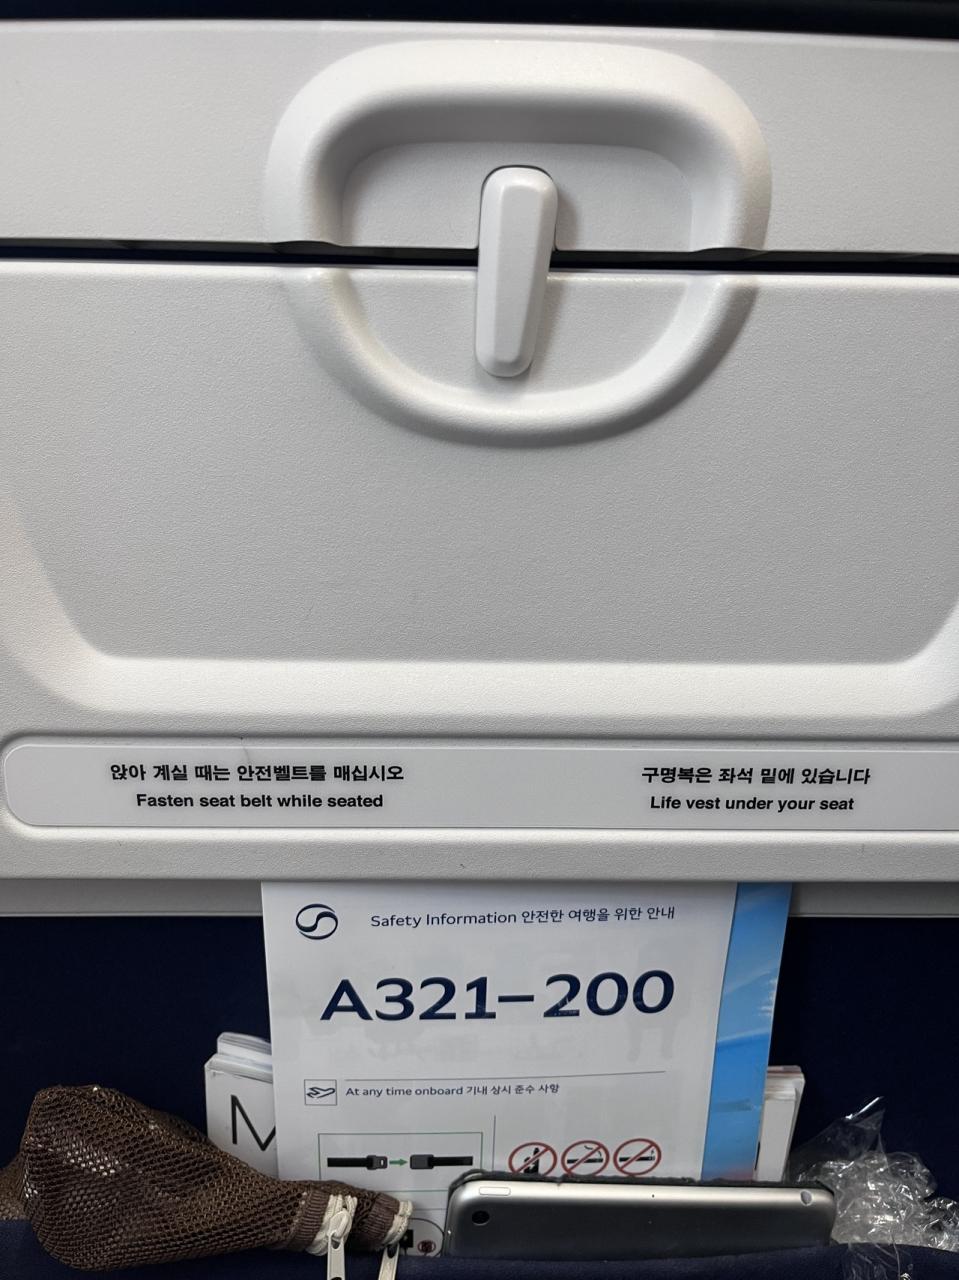 앉아 계실 때는 안전벨트를 매십시오
Fasten seat belt while seated
구명복은 좌석 밑에 있습니다
Life vest under your seat
Safety Information 안전한 여행을 위한 안내
A321-200
At any time onboard 기내 상시 준수 사항
M